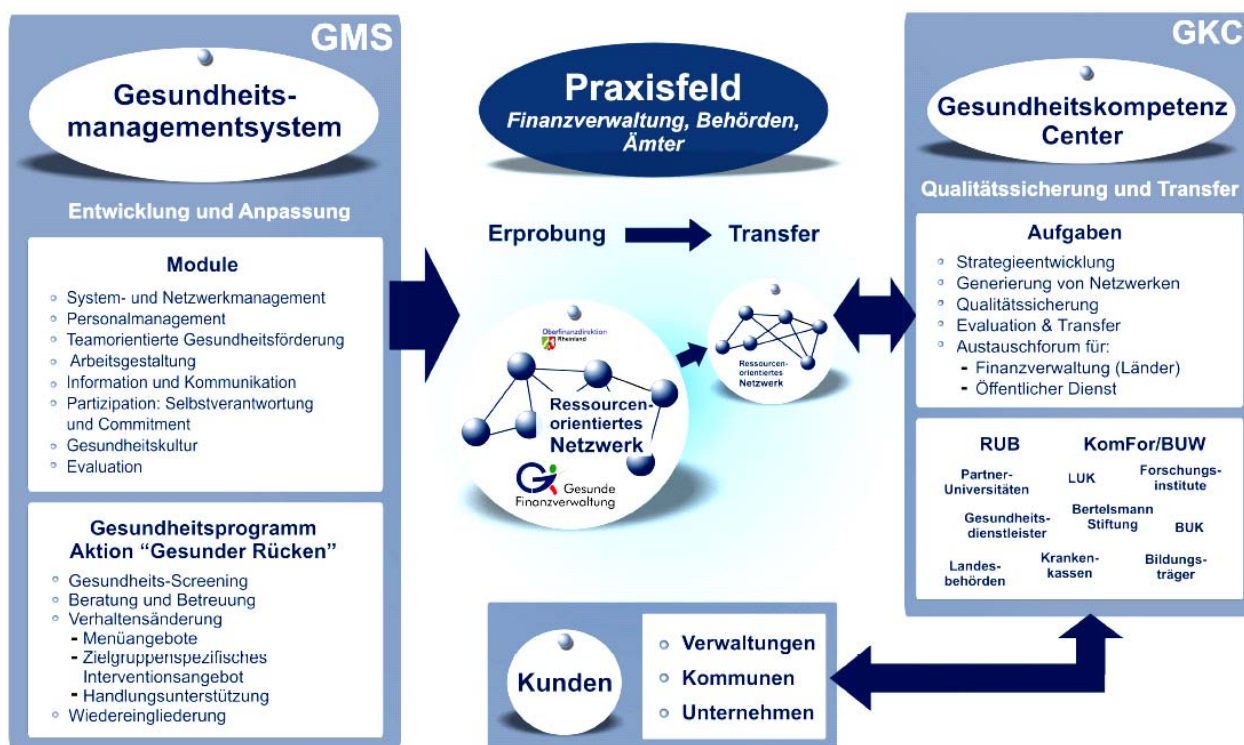 GMS
Gesundheits-
managementsystem
Entwicklung und Anpassung
Module
System- und Netzwerkmanagement
Personalmanagement
Teamorientierte Gesundheitsförderung
Arbeitsgestaltung
Information und Kommunikation
Partizipation: Selbstverantwortung
und Commitment
Gesundheitskultur
Evaluation
Gesundheitsprogramm
Aktion "Gesunder Rücken"
Gesundheits-Screening
Beratung und Betreuung
Verhaltensänderung
- Menüangebote
- Zielgruppenspezifisches
Interventionsangebot
- Handlungsunterstützung
Wiedereingliederung
Praxisfeld
Finanzverwaltung, Behörden,
Ämter
Erprobung
Transfer
Oberfinanzdirektion
Rheinland
Ressourcen-
orientiertes
Netzwerk
G
Gesunde
Finanzverwaltung
Ressourcen-
orientiertes
Netzwerk
Kunden
Verwaltungen
Kommunen
Unternehmen
GKC
Gesundheitskompetenz
Center
Qualitätssicherung und Transfer
Aufgaben
Strategieentwicklung
Generierung von Netzwerken
Qualitätssicherung
Evaluation & Transfer
Austauschforum für:
- Finanzverwaltung (Länder)
- Öffentlicher Dienst
RUB KomFor/BUW
Partner-
Universitäten
LUK
Forschungs-
institute
Gesundheits-
dienstleister
Bertelsmann
Stiftung
BUK
Landes-
behörden
Kranken-
kassen
Bildungs-
träger